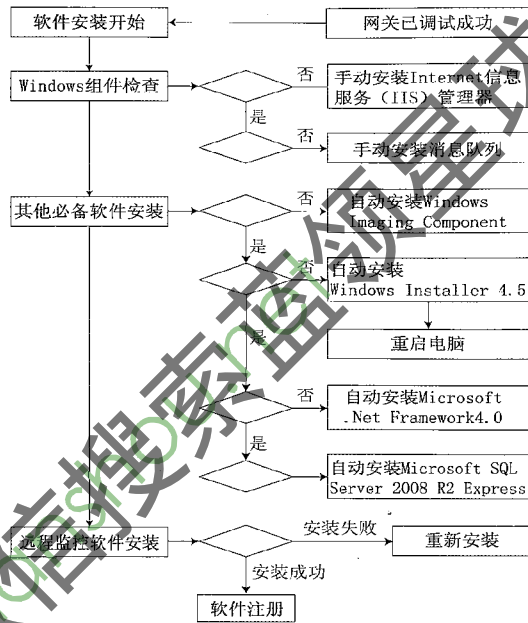 软件安装开始
网关已调试成功
Windows组件检查
否
手动安装Internet信息
服务（IIS）管理器
是
否
手动安装消息队列
其他必备软件安装
否
自动安装Windows
Imaging Component
是
否
自动安装
Windows Installer 4.5
重启电脑
是
否
自动安装Microsoft
.Net Framework4.0
是
自动安装Microsoft SQL
Server 2008 R2 Express
远程监控软件安装
安装失败
重新安装
安装成功
软件注册
信搜索蓝领星球